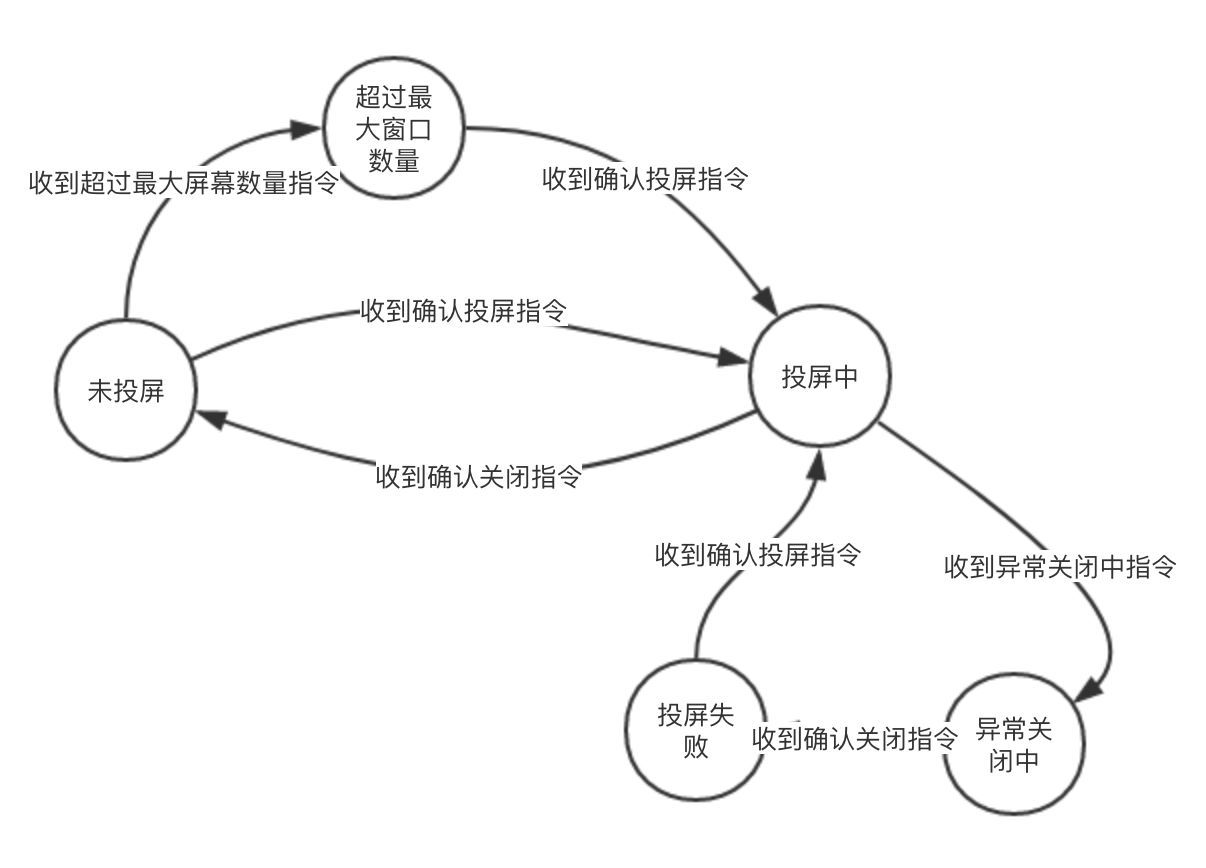 超过最
大窗口
数量
收到确认投屏指令
收到超过最大屏幕数量指令
收到确认投屏指令
未投屏
投屏中
收到确认关闭指令
收到确认投屏指令
收到异常关闭中指令
投屏失
败
收到确认关闭指令
异常关
闭中